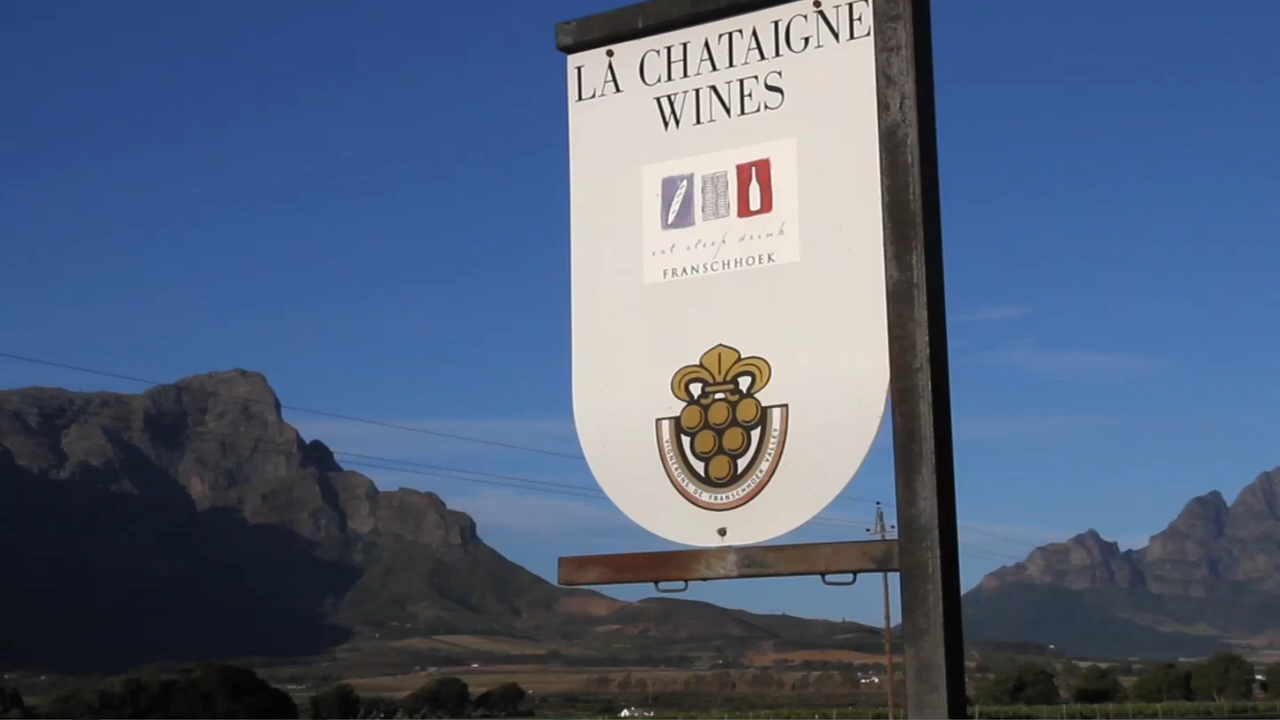 LA CHATAIGNE
WINES
eat sleep drink
FRANSCHHOEK
VIGNERONS DE FRANSCHHOEK VALLEY